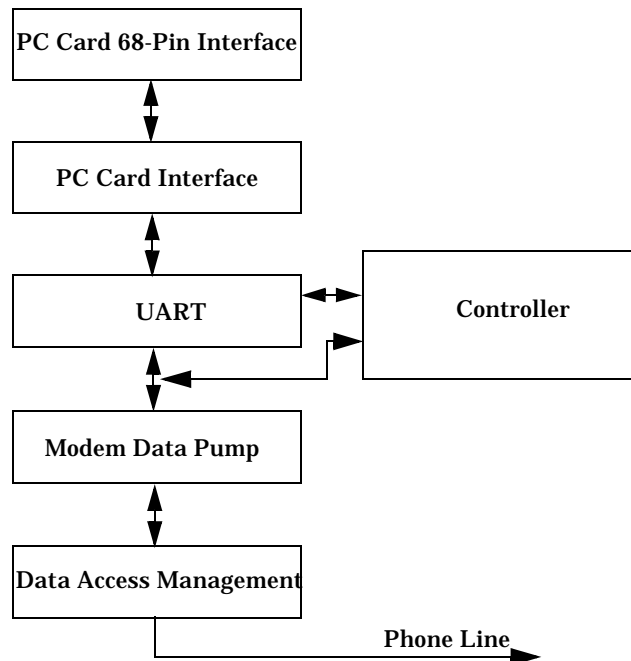 PC Card 68-Pin Interface
PC Card Interface
UART
Controller
Modem Data Pump
Data Access Management
Phone Line